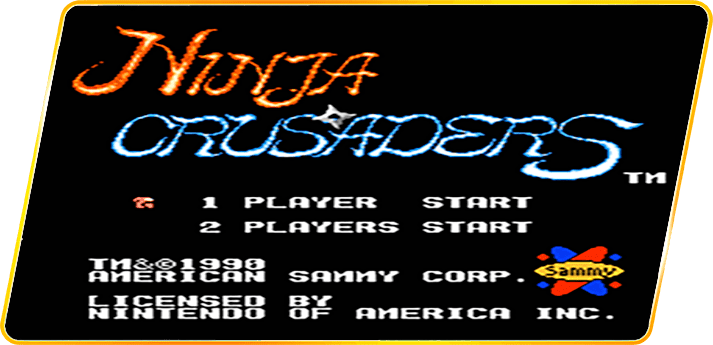 NINJA
CRUSADERS
TM
1 PLAYER START
2 PLAYERS START
TM&©1990
AMERICAN SAMMY CORP.
Sammy
LICENSED BY
NINTENDO OF AMERICA INC.